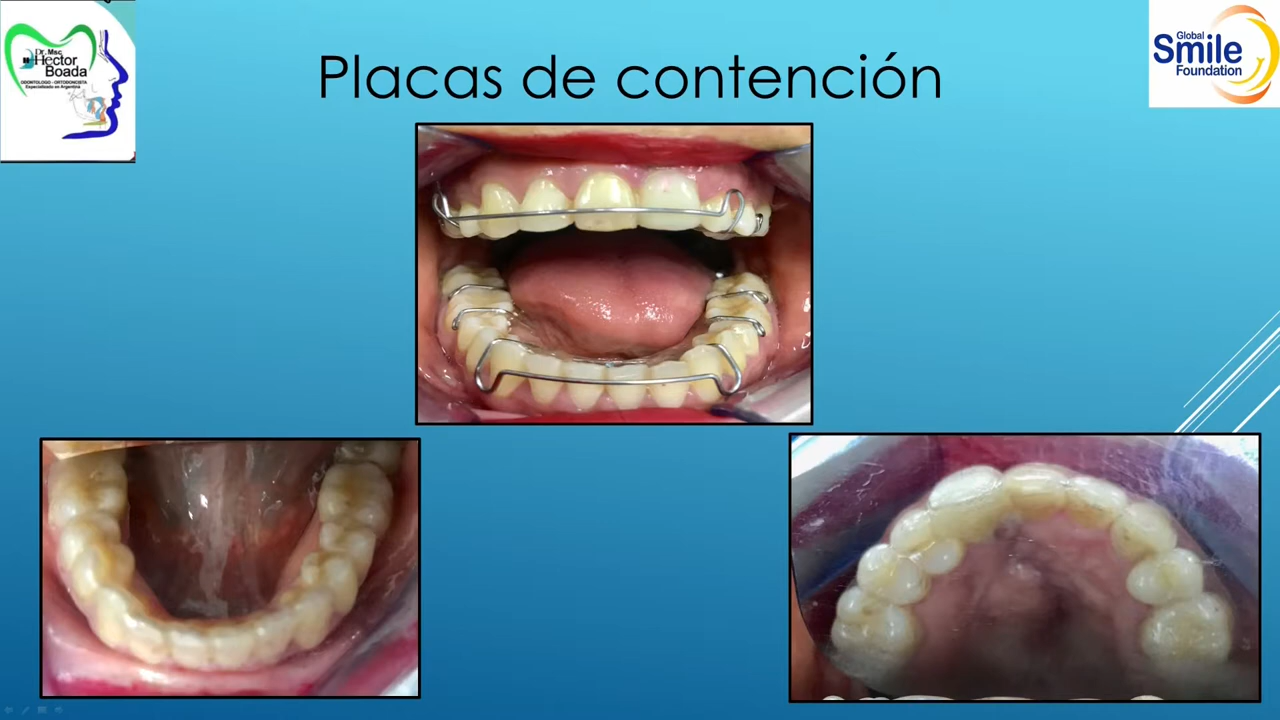 Dr. Msc
Hector
Boada
ODONTOLOGO - ORTODONCISTA
Especializado en Argentina
Placas de contención
Global
Smile
Foundation